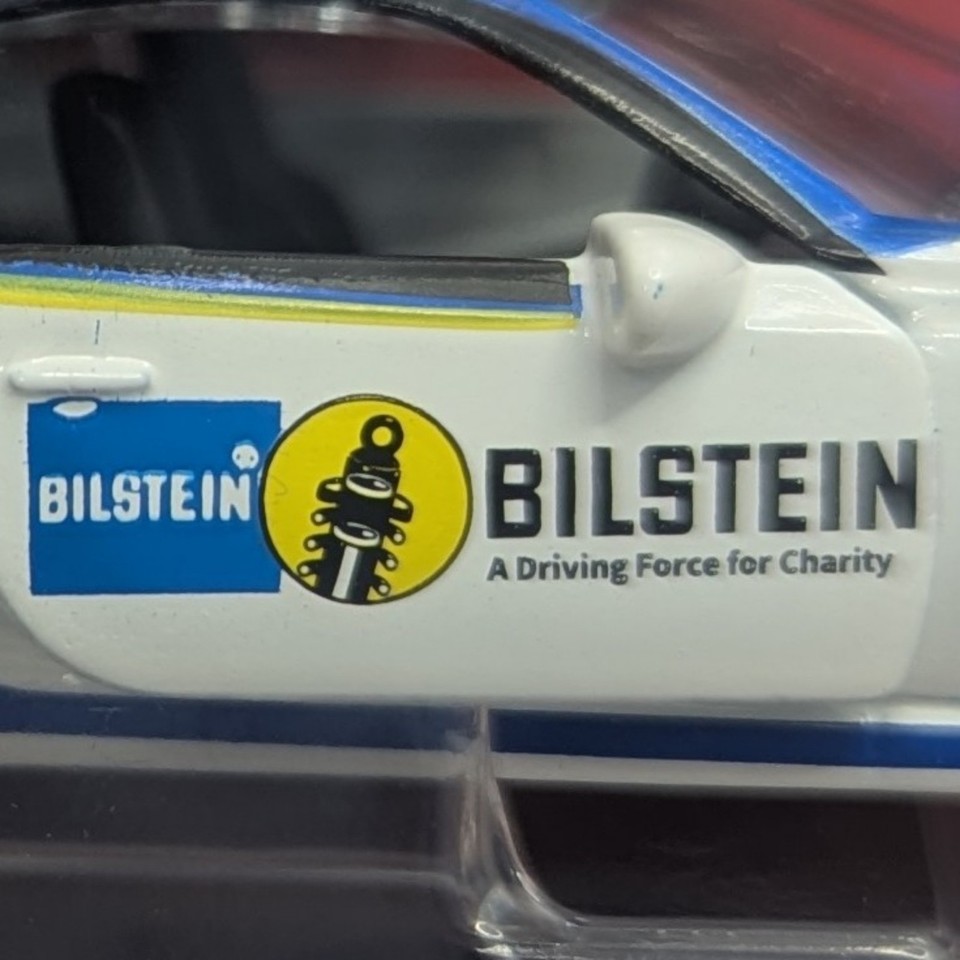 BILSTEIN
BILSTEIN
A Driving Force for Charity